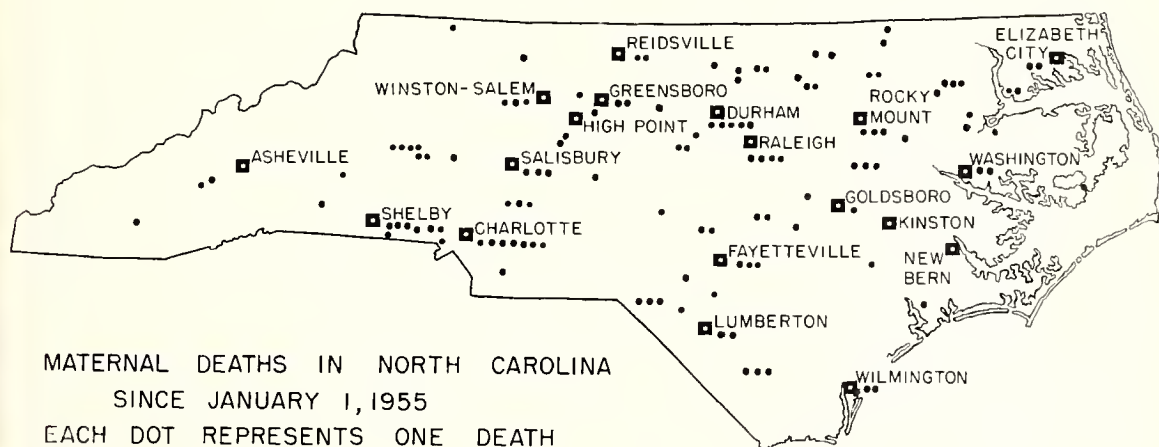 REIDSVILLE
ELIZABETH
CITY
WINSTON-SALEM
GREENSBORO
HIGH POINT
DURHAM
ROCKY
MOUNT
RALEIGH
ASHEVILLE
SALISBURY
WASHINGTON
SHELBY
CHARLOTTE
GOLDSBORO
KINSTON
FAYETTEVILLE
NEW
BERN
LUMBERTON
WILMINGTON
MATERNAL DEATHS IN NORTH CAROLINA
SINCE JANUARY 1, 1955
EACH DOT REPRESENTS ONE DEATH